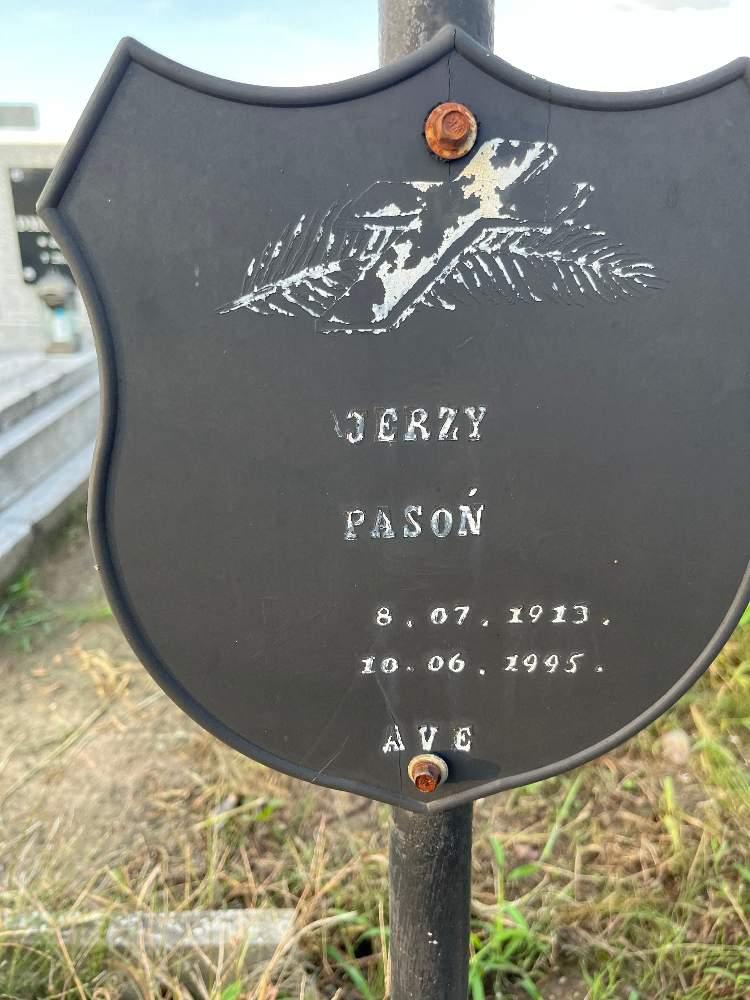 JERZY
PASOŃ
8.07.1913.
10.06.1995.
AVE